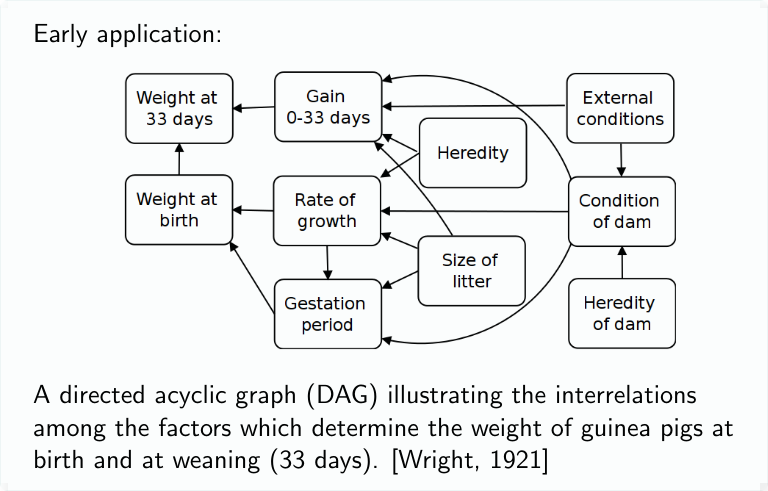 Early application:
Weight at
33 days
Gain
0-33 days
External
conditions
Heredity
Weight at
birth
Rate of
growth
Condition
of dam
Size of
litter
Gestation
period
Heredity
of dam
A directed acyclic graph (DAG) illustrating the interrelations
among the factors which determine the weight of guinea pigs at
birth and at weaning (33 days). [Wright, 1921]